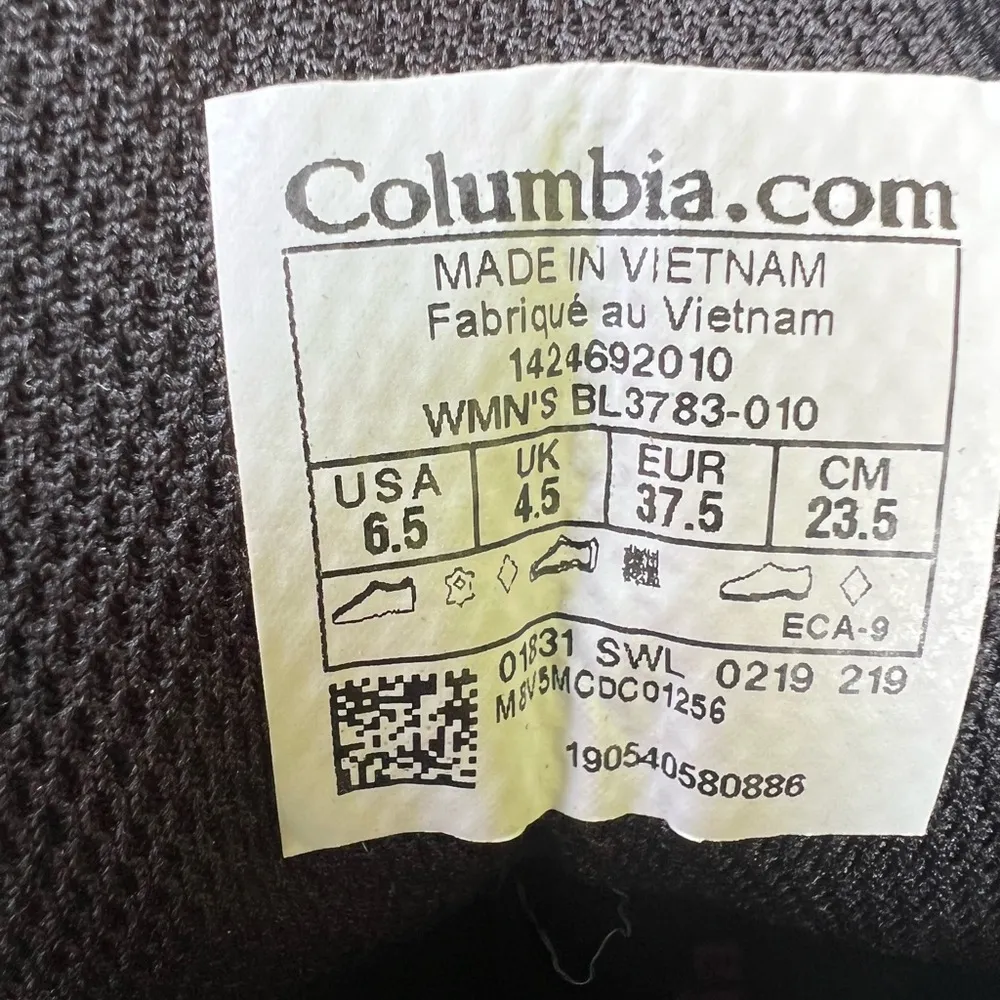 Columbia.com
MADE IN VIETNAM
Fabriqué au Vietnam
1424692010
WMN'S BL3783-010
USA UK EUR CM
6.5 4.5 37.5 23.5
ECA-9
01831 SWL 0219 219
M8V5MCDC01256
190540580886